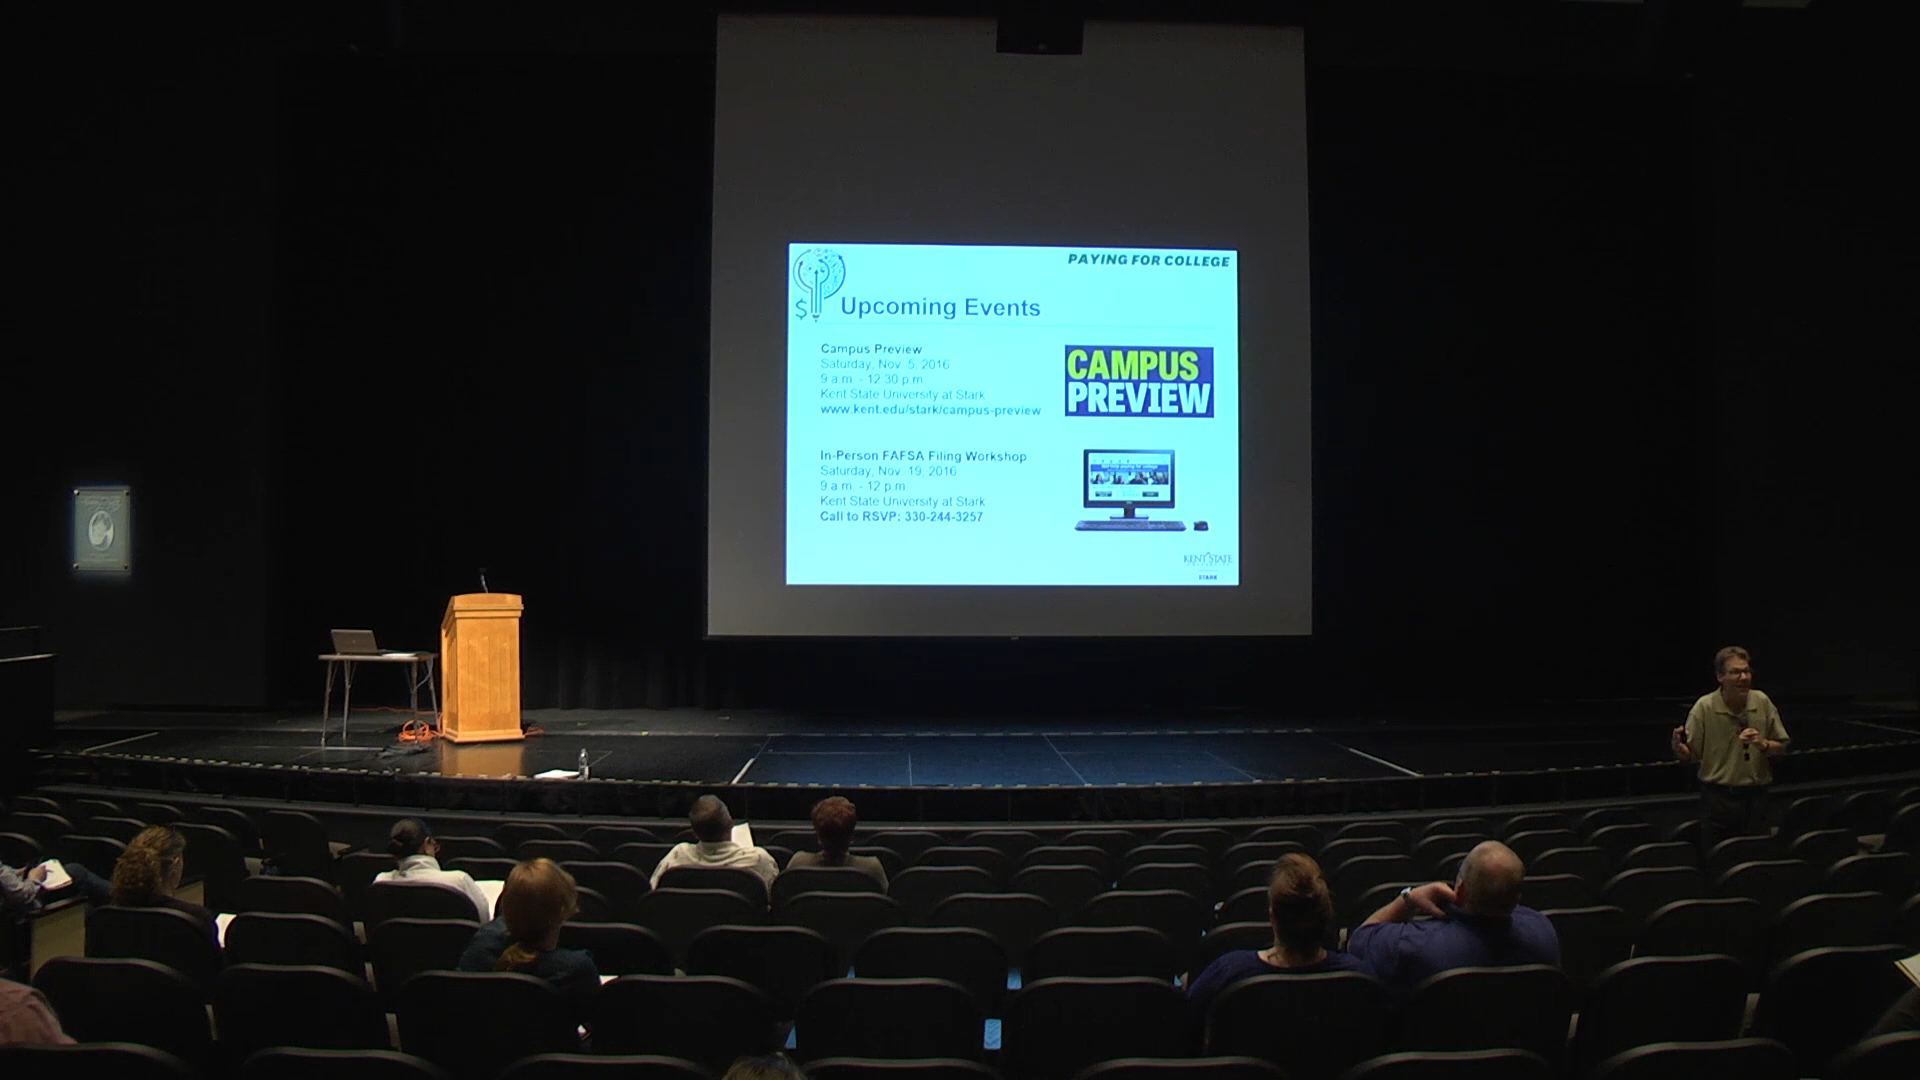 PAYING FOR COLLEGE
$
Upcoming Events
Campus Preview
Saturday, Nov. 5, 2016
9 a.m. - 12:30 p.m.
Kent State University at Stark
www.kent.edu/stark/campus-preview
CAMPUS
PREVIEW
In-Person FAFSA Filing Workshop
Saturday, Nov. 19, 2016
9 a.m. - 12 p.m.
Kent State University at Stark
Call to RSVP: 330-244-3257
KENT STATE
STARK